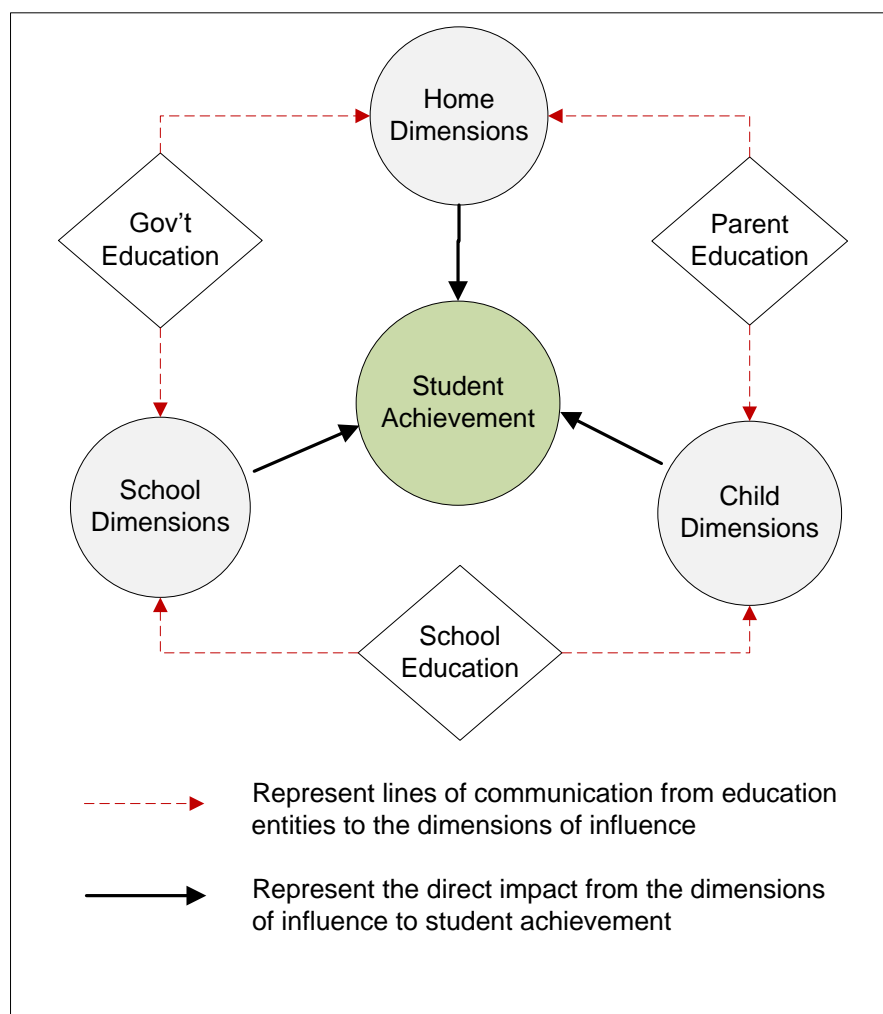 Home
Dimensions
Gov't
Education
Parent
Education
Student
Achievement
School
Dimensions
Child
Dimensions
School
Education
Represent lines of communication from education
entities to the dimensions of influence
Represent the direct impact from the dimensions
of influence to student achievement